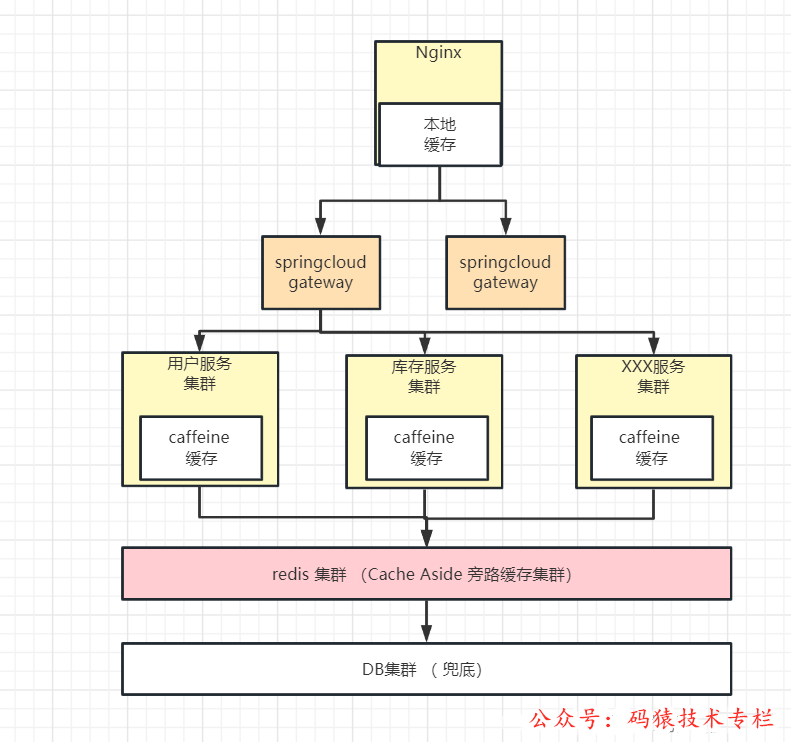 Nginx
本地
缓存
springcloud
gateway
springcloud
gateway
用户服务
集群
caffeine
缓存
库存服务
集群
caffeine
缓存
XXX服务
集群
caffeine
缓存
redis 集群 （Cache Aside 旁路缓存集群）
DB集群 （ 兜底）
公众号：码猿技术专栏